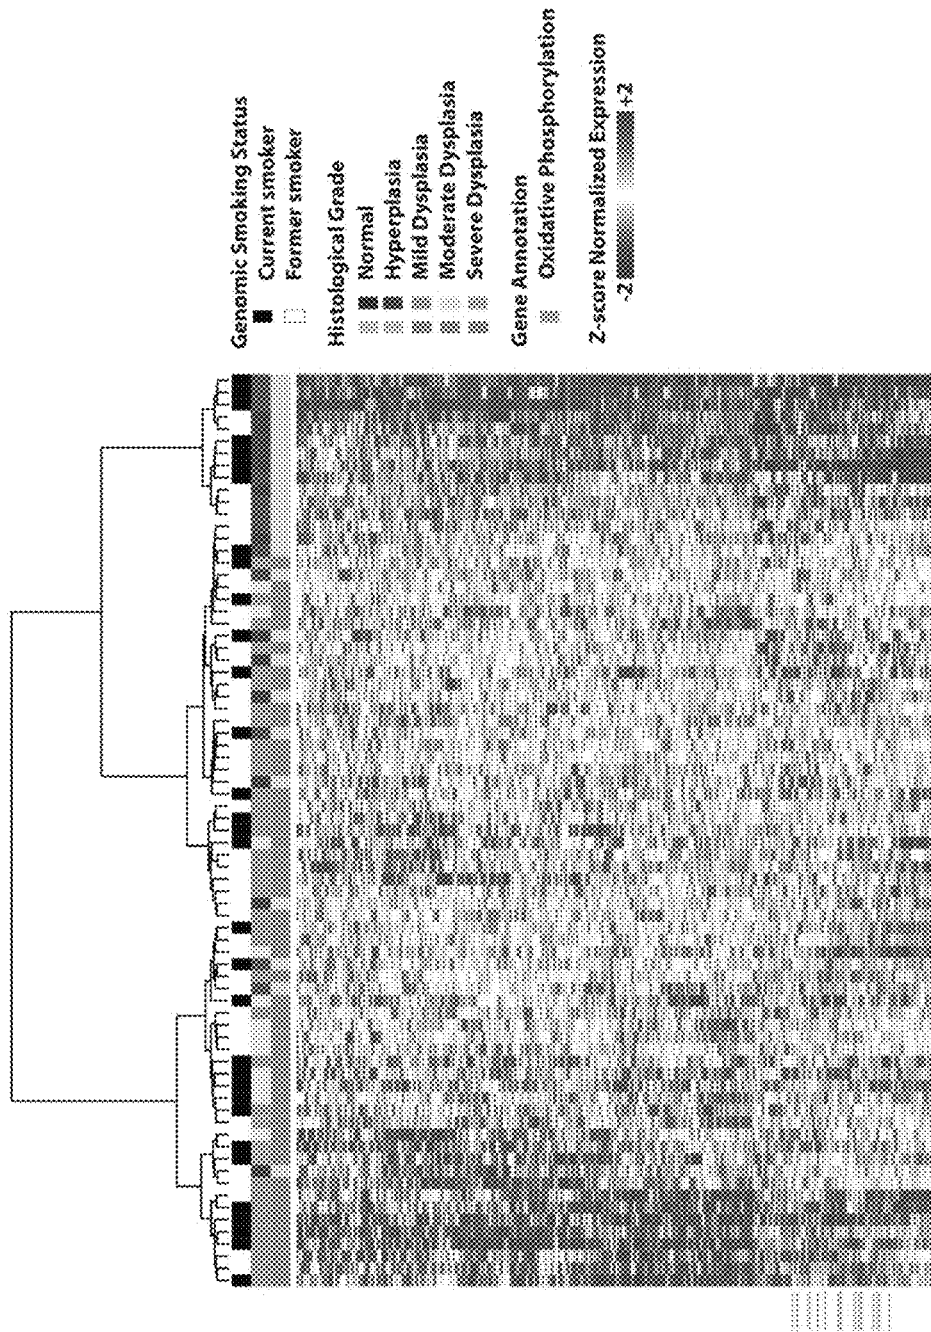 Genomic Smoking Status
Current smoker
Former smoker
Histological Grade
Normal
Hyperplasia
Mild Dysplasia
Moderate Dysplasia
Severe Dysplasia
Gene Annotation
Oxidative Phosphorylation
Z-score Normalized Expression
-2 +2